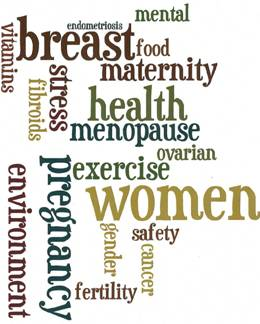 mental
endometriosis
vitamins
breast
food
maternity
stress
fibroids
health
menopause
ovarian
exercise
pregnancy
environment
women
gender
safety
cancer
fertility